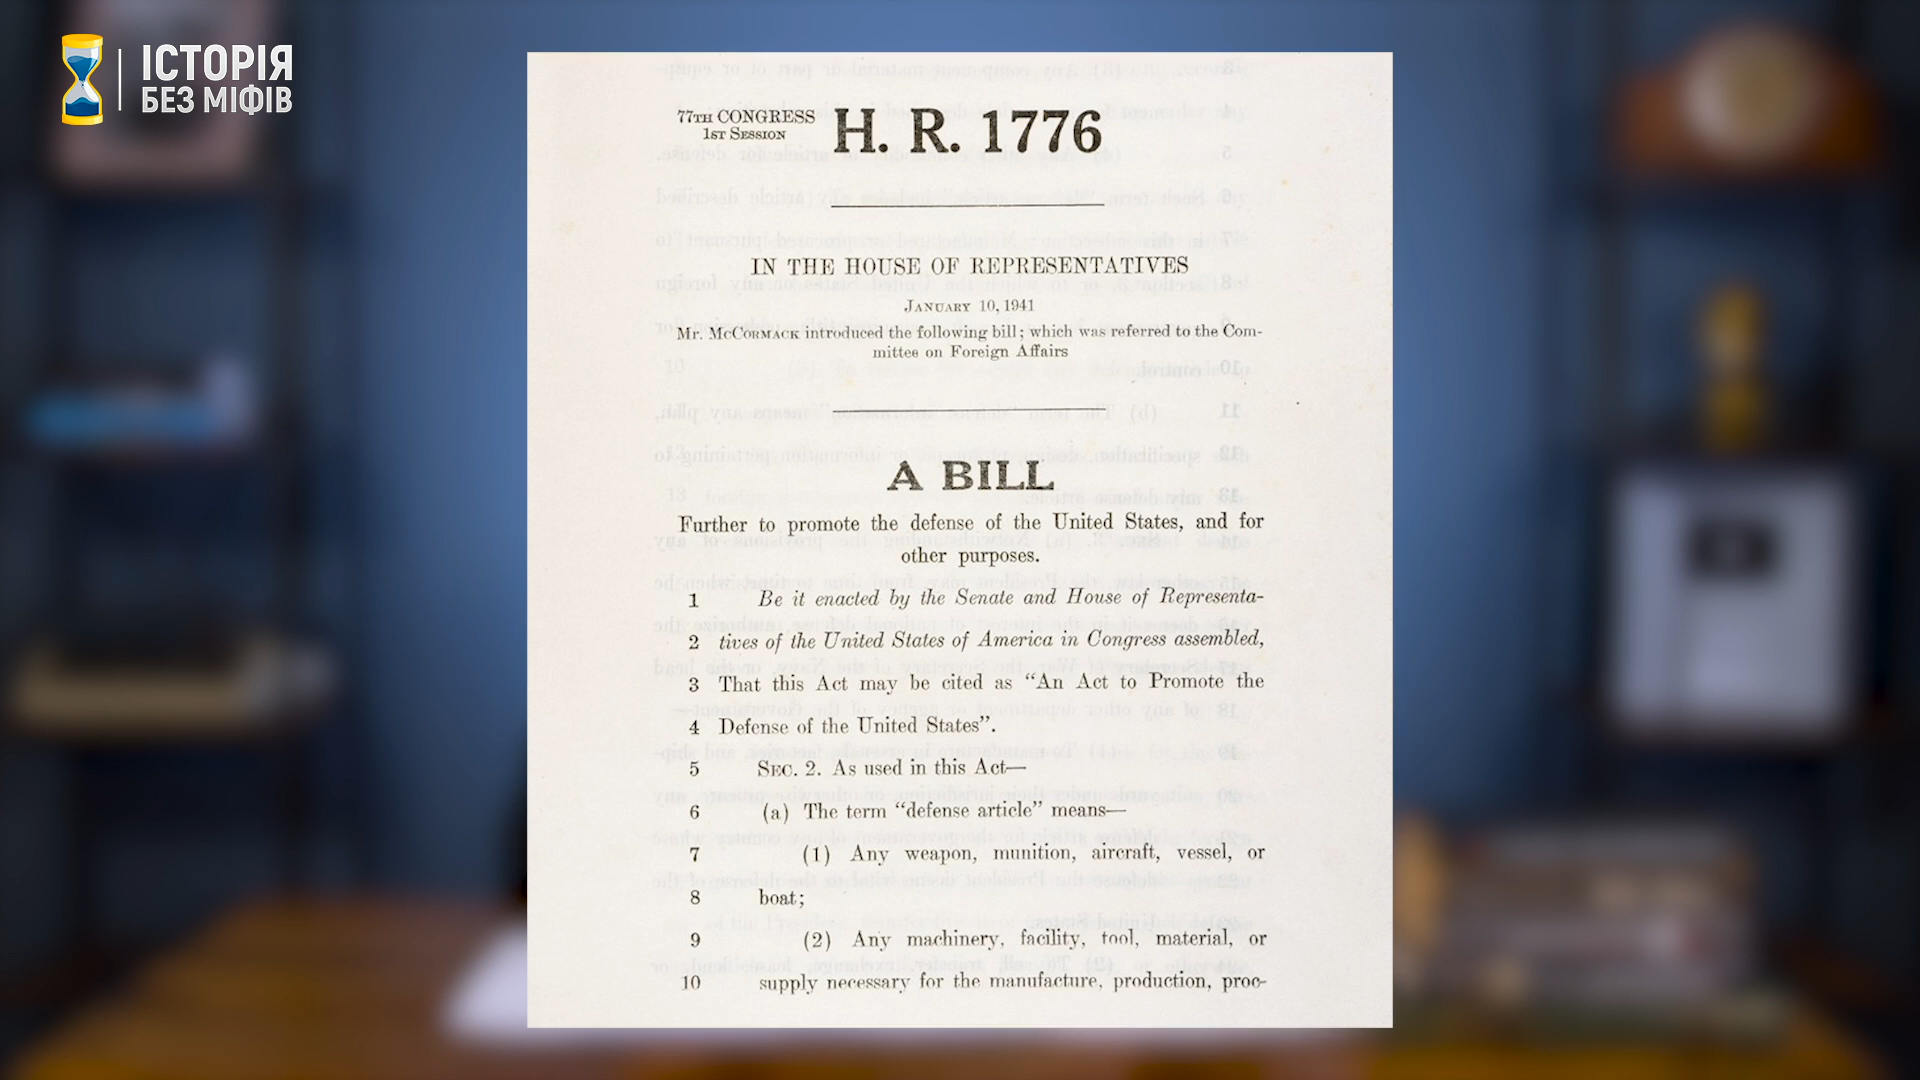 ІСТОРІЯ
БЕЗ МІФІВ
77TH CONGRESS
1ST SESSION
H. R. 1776
IN THE HOUSE OF REPRESENTATIVES
JANUARY 10, 1941
Mr. McCORMACK introduced the following bill; which was referred to the Com-
mittee on Foreign Affairs
A BILL
Further to promote the defense of the United States, and for
other purposes.
1 Be it enacted by the Senate and House of Representa-
2 tives of the United States of America in Congress assembled,
3 That this Act may be cited as “An Act to Promote the
4 Defense of the United States”.
5 SEC. 2. As used in this Act—
6 (a) The term “defense article” means—
7 (1) Any weapon, munition, aircraft, vessel, or
8 boat;
9 (2) Any machinery, facility, tool, material, or
10 supply necessary for the manufacture, production, proc-